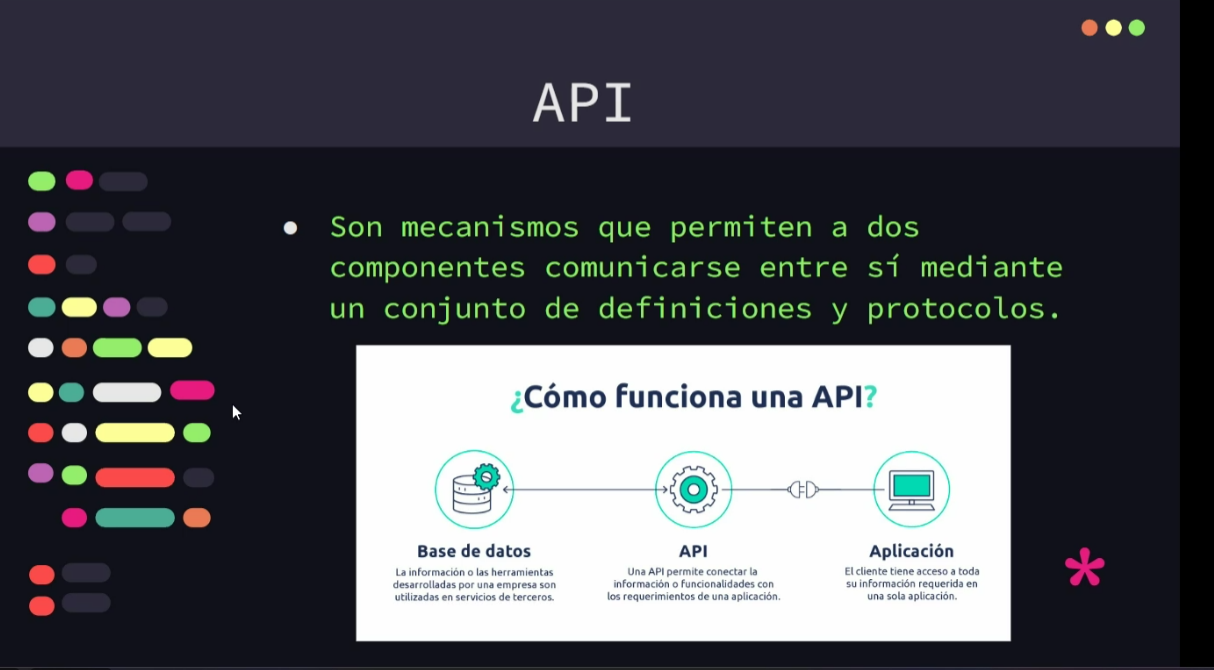 API
Son mecanismos que permiten a dos
componentes comunicarse entre sí mediante
un conjunto de definiciones y protocolos.
¿Cómo funciona una API?
Base de datos
La información o las herramientas
desarrolladas por una empresa son
utilizadas en servicios de terceros.
API
Una API permite conectar la
información o funcionalidades con
los requerimientos de una aplicación.
Aplicación
El cliente tiene acceso a toda
su información requerida en
una sola aplicación.
*